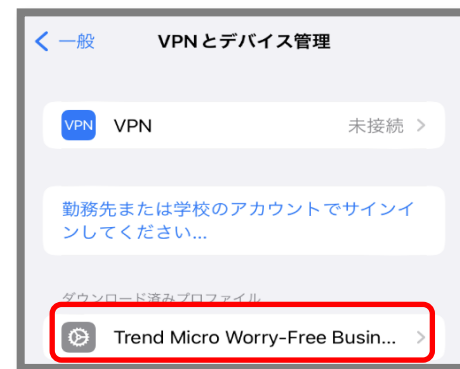 一般 VPNとデバイス管理
VPN VPN 未接続
勤務先または学校のアカウントでサインイ
ンしてください...
ダウンロード済みプロファイル
Trend Micro Worry-Free Busin...